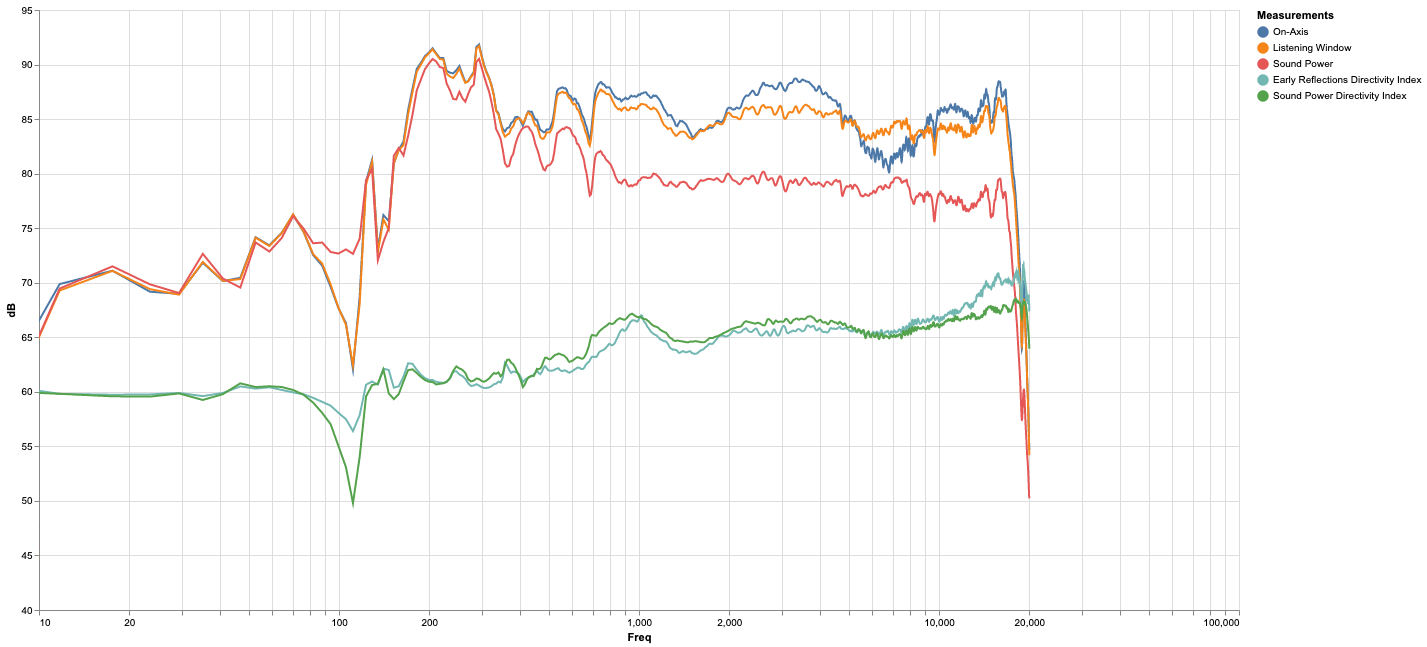 95
90
85
80
75
70
65
60
55
50
45
40
dB
10
20
100
200
1,000
2,000
10,000
20,000
100,000
Freq
Measurements
On-Axis
Listening Window
Sound Power
Early Reflections Directivity Index
Sound Power Directivity Index